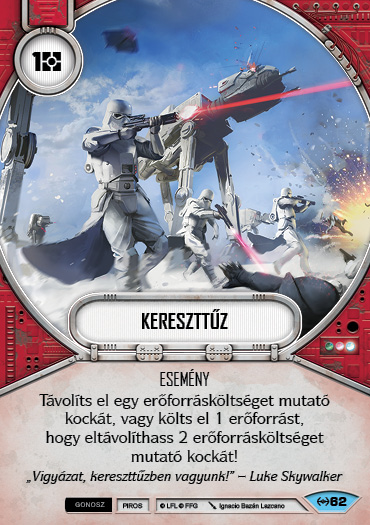 1
KERESZTTŰZ
ESEMÉNY
Távolíts el egy erőforrásköltséget mutató
kockát, vagy költs el 1 erőforrást,
hogy eltávolíthass 2 erőforrásköltséget
mutató kockát!
„Vigyázat, kereszttűzben vagyunk!” – Luke Skywalker
GONOSZ PIROS © LFL © FFG Ignacio Bazán Lazcano 62